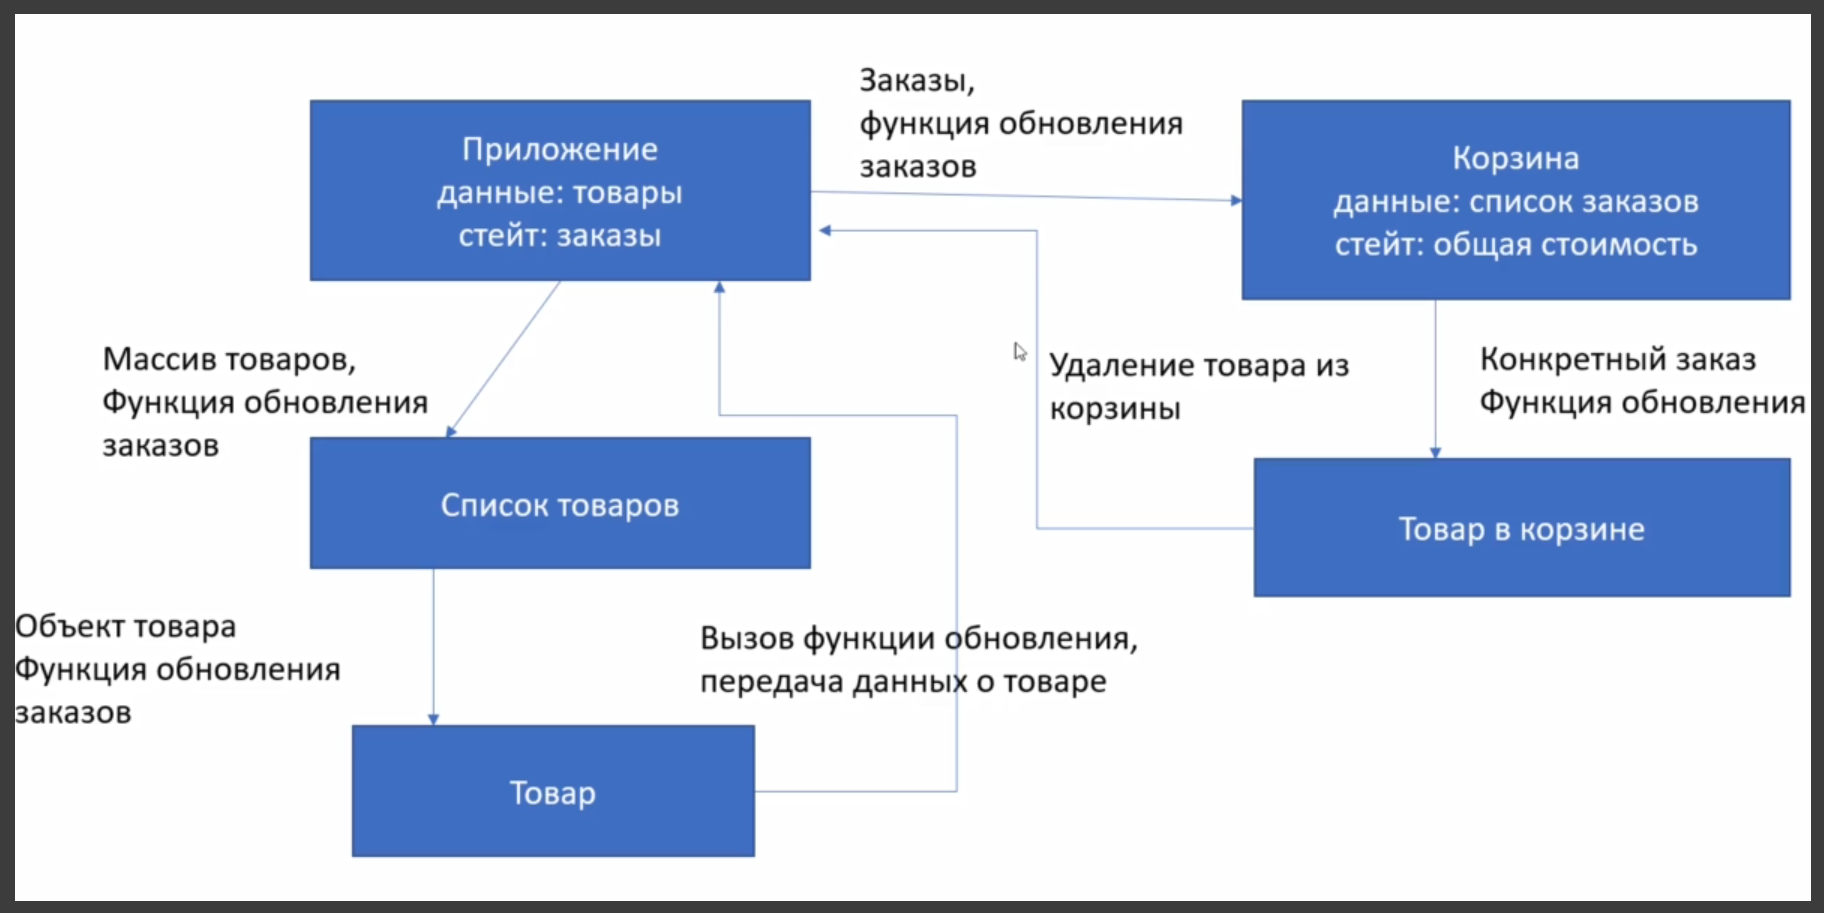 Заказы,
функция обновления
заказов
Приложение
данные: товары
стейт: заказы
Корзина
данные: список заказов
стейт: общая стоимость
Массив товаров,
Функция обновления
заказов
Удаление товара из
корзины
Конкретный заказ
Функция обновления
Список товаров
Товар в корзине
Объект товара
Функция обновления
заказов
Вызов функции обновления,
передача данных о товаре
Товар